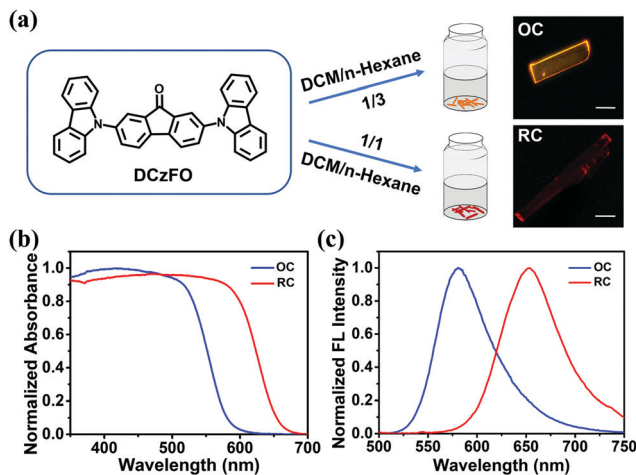 (a)
O
N
N
DCzFO
DCM/n-Hexane
1/3
1/1
DCM/n-Hexane
OC
RC
(b)
Normalized Absorbance
1.0
0.8
0.6
0.4
0.2
0.0
400
500
600
700
Wavelength (nm)
OC
RC
(c)
Normalized FL Intensity
1.0
0.8
0.6
0.4
0.2
0.0
500
550
600
650
700
750
Wavelength (nm)
OC
RC